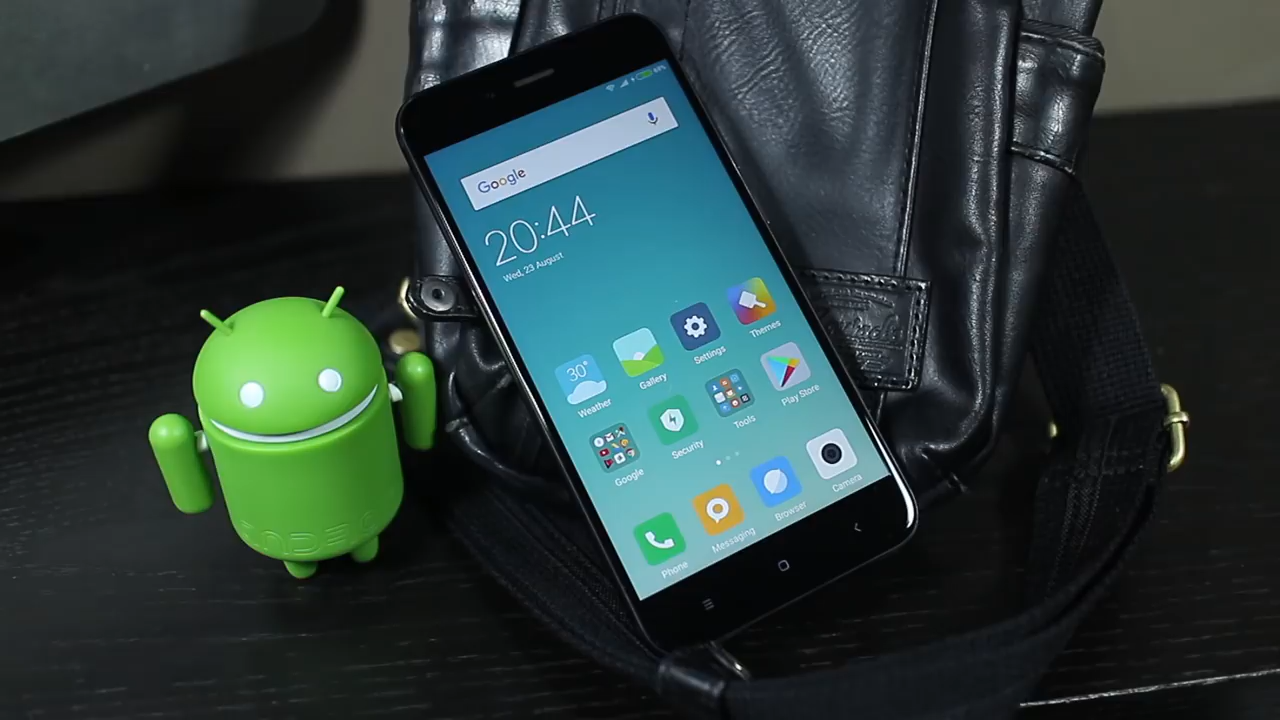 89%
Google
20:44
Wed, 23 August
30°
Weather
Gallery
Settings
Themes
Google
Security
Tools
Play Store
Phone
Messaging
Browser
Camera